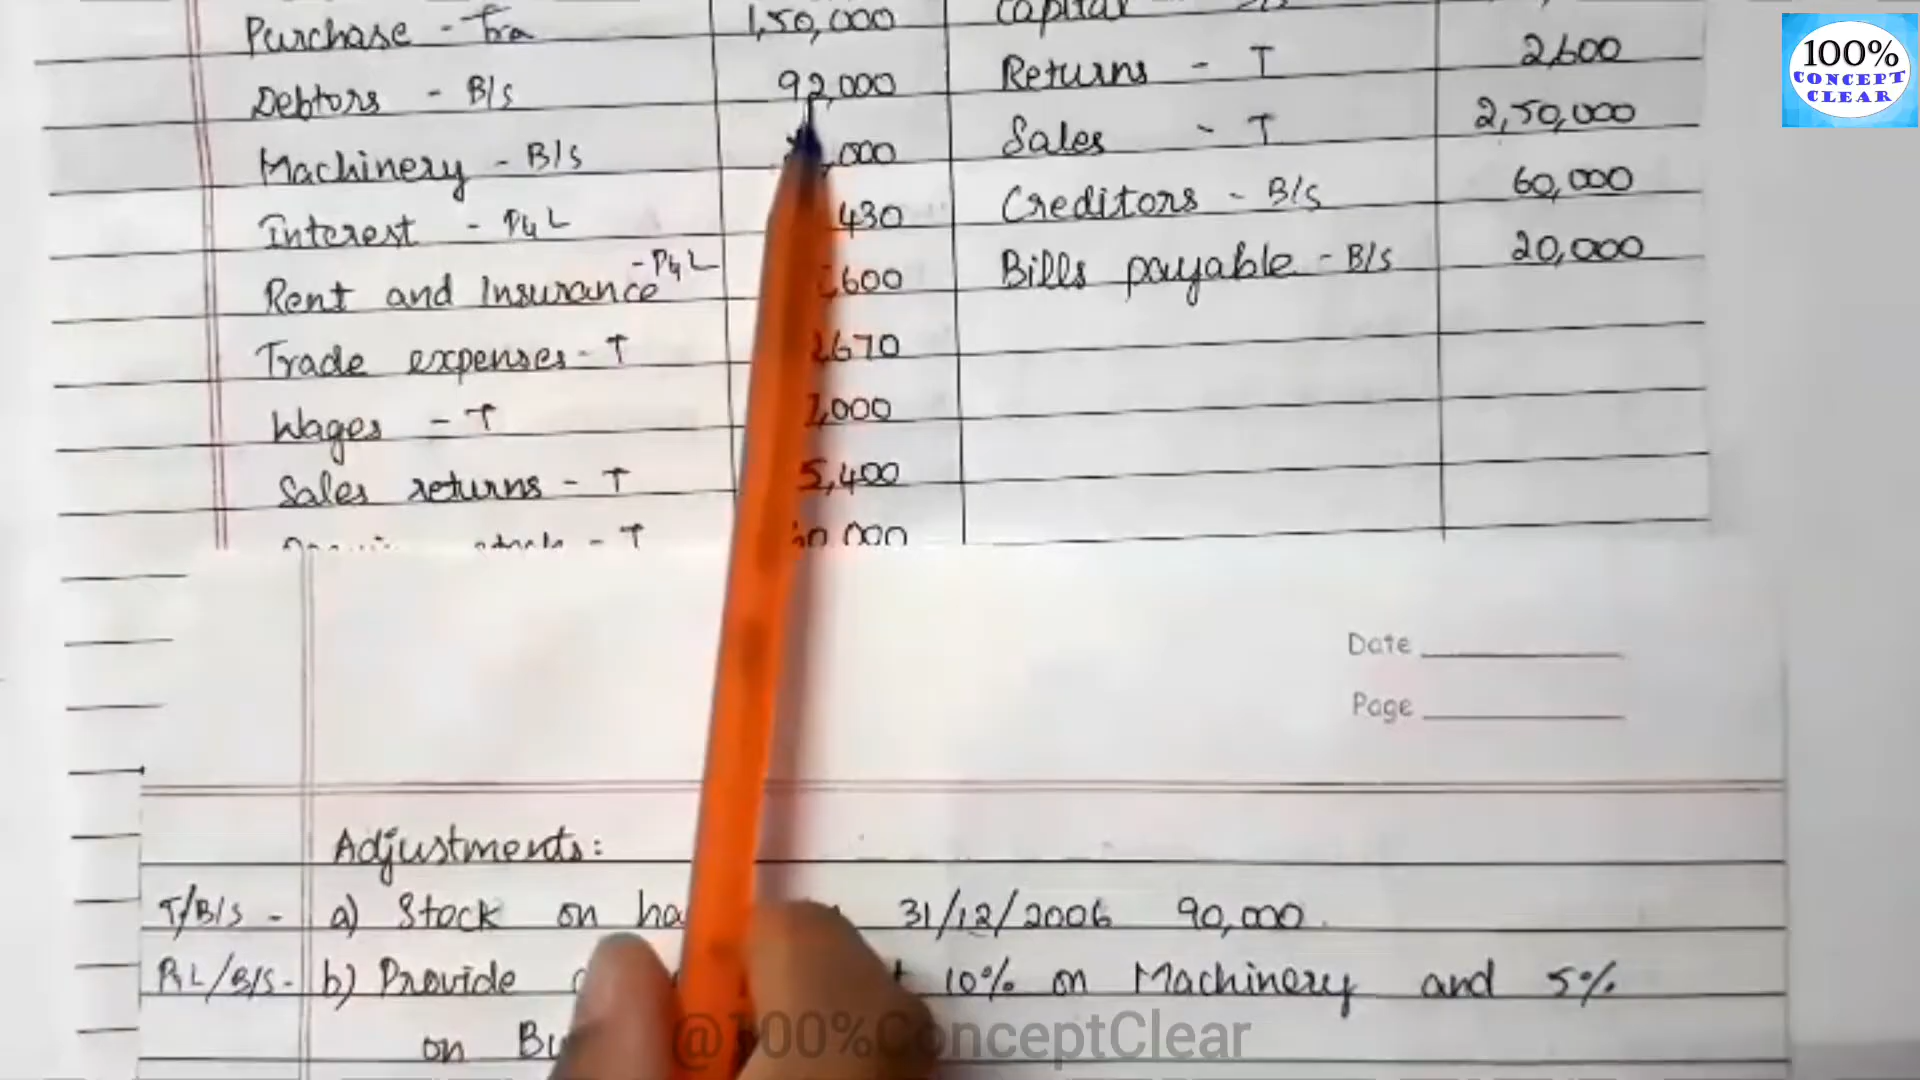 Purchase - Tra 1,50,000
Debtors - B/S 92,000 Returns - T 2,600
Machinery - B/S ,000 Sales - T 2,50,000
Interest - P&L 430 Creditors - B/S 60,000
Rent and Insurance - P&L 600 Bills payable - B/S 20,000
Trade expenses - T 670
Wages - T ,000
Sales returns - T 5,400
- T 000
Date
Page
Adjustments:
T/B/S - a) Stock on 31/12/2006 90,000.
P&L/B/S - b) Provide 10% on Machinery and 5%
on
100%
CONCEPT
CLEAR
@100%ConceptClear